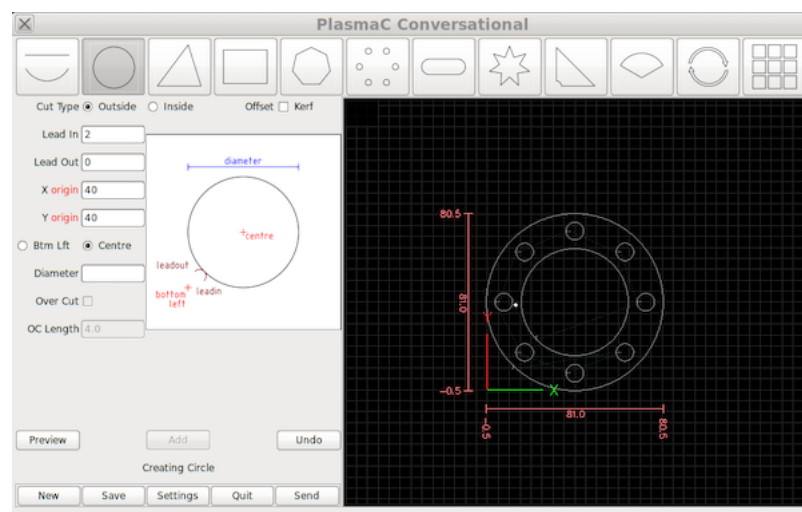 PlasmaC Conversational
Cut Type Outside Inside Offset Kerf
Lead In 2
Lead Out 0
X origin 40
Y origin 40
Btm Lft Centre
Diameter
Over Cut
OC Length 4.0
diameter
centre
leadout
leadin
bottom
left
Preview Add Undo
Creating Circle
New Save Settings Quit Send
80.5
81.0
Y
-0.5
X
-0.5
81.0
80.5